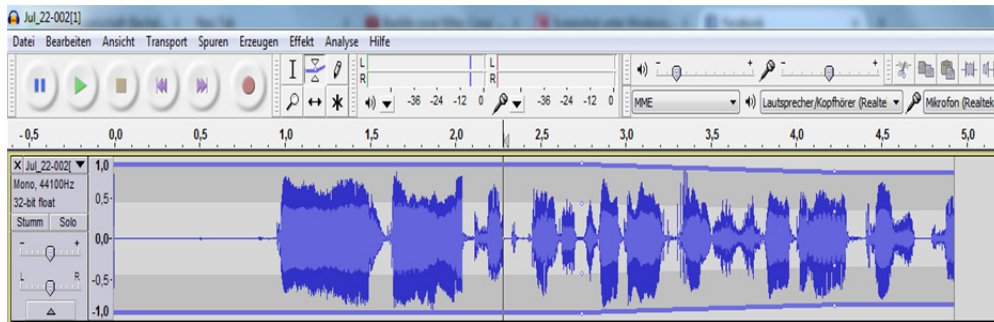 Jul_22-002[1]
Datei Bearbeiten Ansicht Transport Spuren Erzeugen Effekt Analyse Hilfe
L
R
-36 -24 -12 0
L
R
-36 -24 -12 0
- +
- +
MME
Lautsprecher/Kopfhörer (Realte
Mikrofon (Realtek
-0,5 0,0 0,5 1,0 1,5 2,0 2,5 3,0 3,5 4,0 4,5 5,0
X Jul_22-002[
Mono, 44100Hz
32-bit float
Stumm Solo
- +
L R
1,0
0,5
0,0
-0,5
-1,0